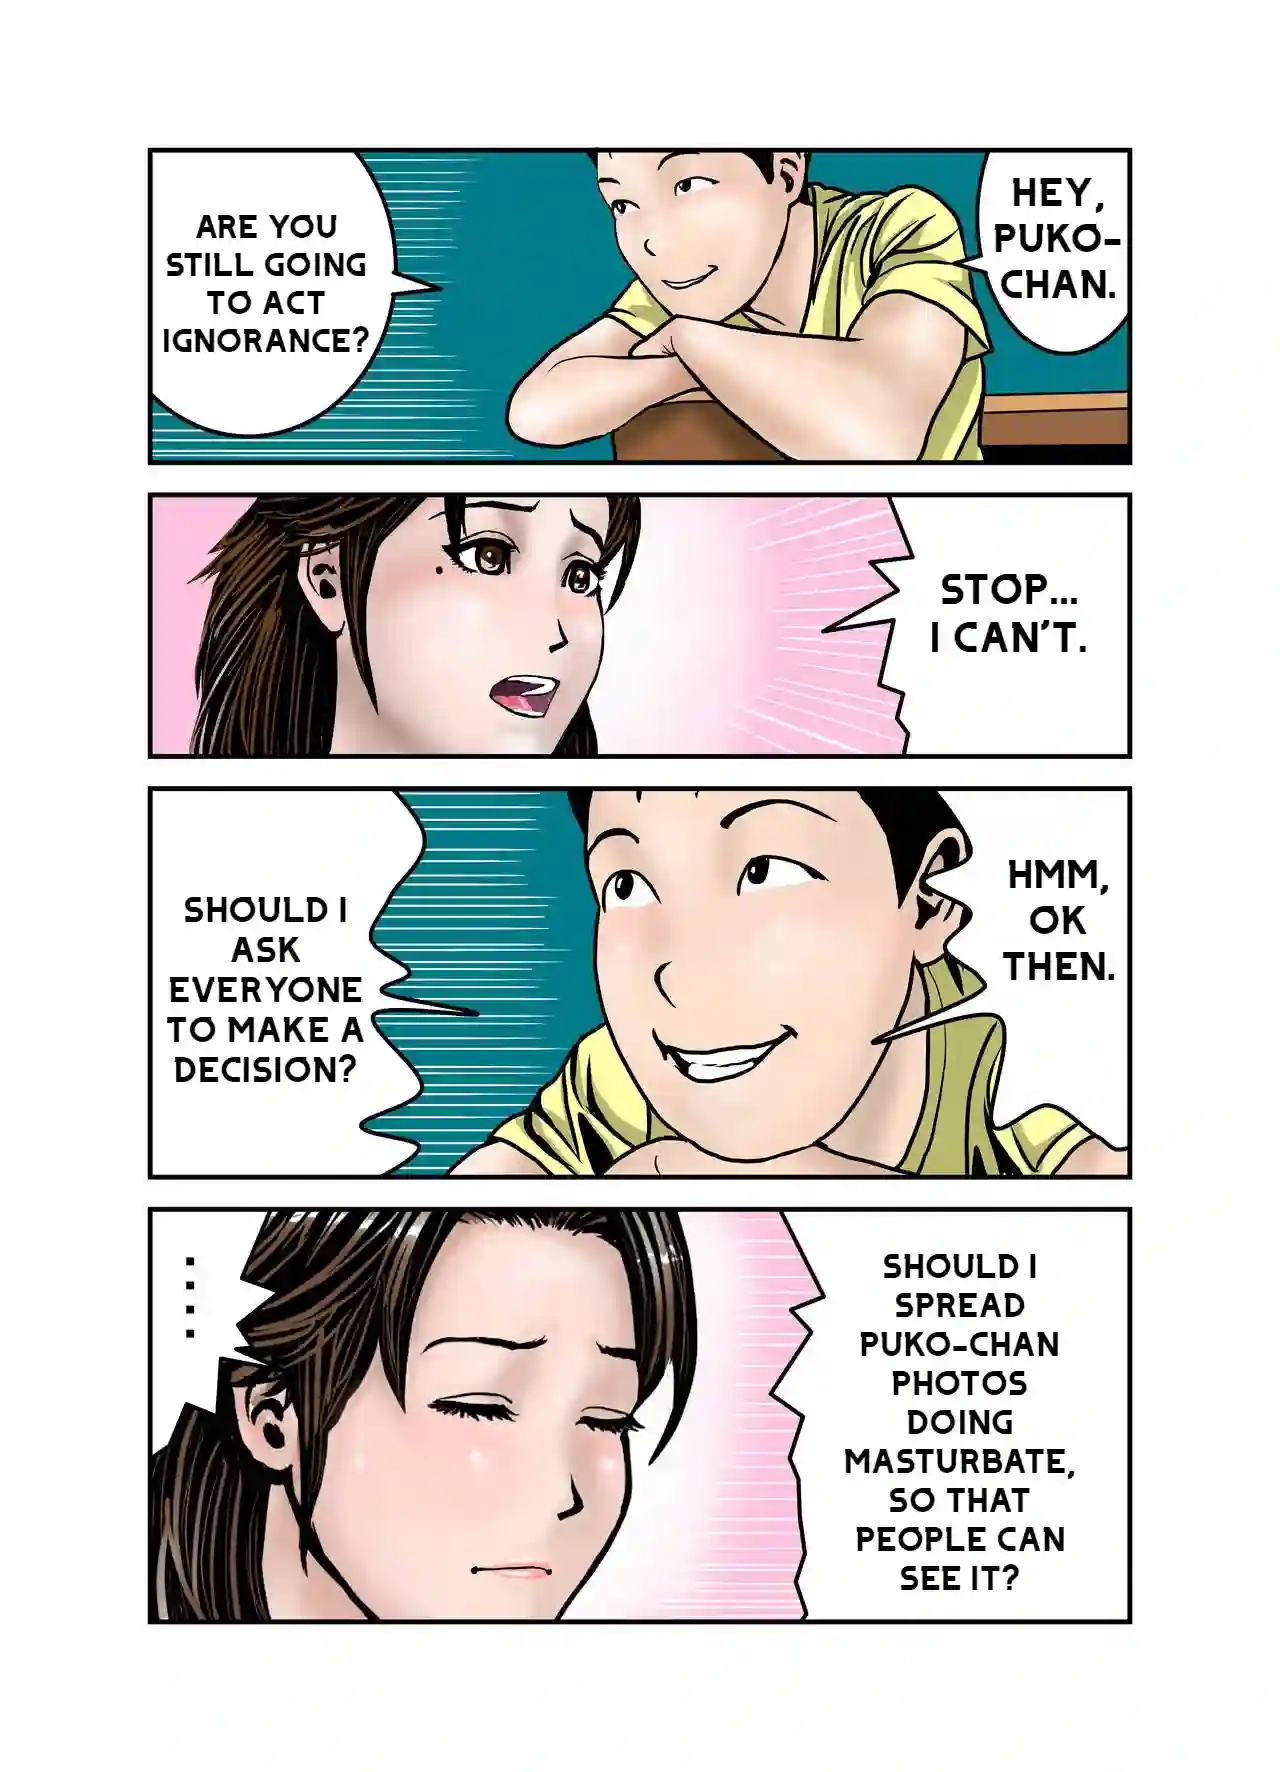 HEY,
PUKO-
CHAN.
ARE YOU
STILL GOING
TO ACT
IGNORANCE?
STOP...
I CAN'T.
HMM,
OK
THEN.
SHOULD I
ASK
EVERYONE
TO MAKE A
DECISION?
SHOULD I
SPREAD
PUKO-CHAN
PHOTOS
DOING
MASTURBATE,
SO THAT
PEOPLE CAN
SEE IT?
....